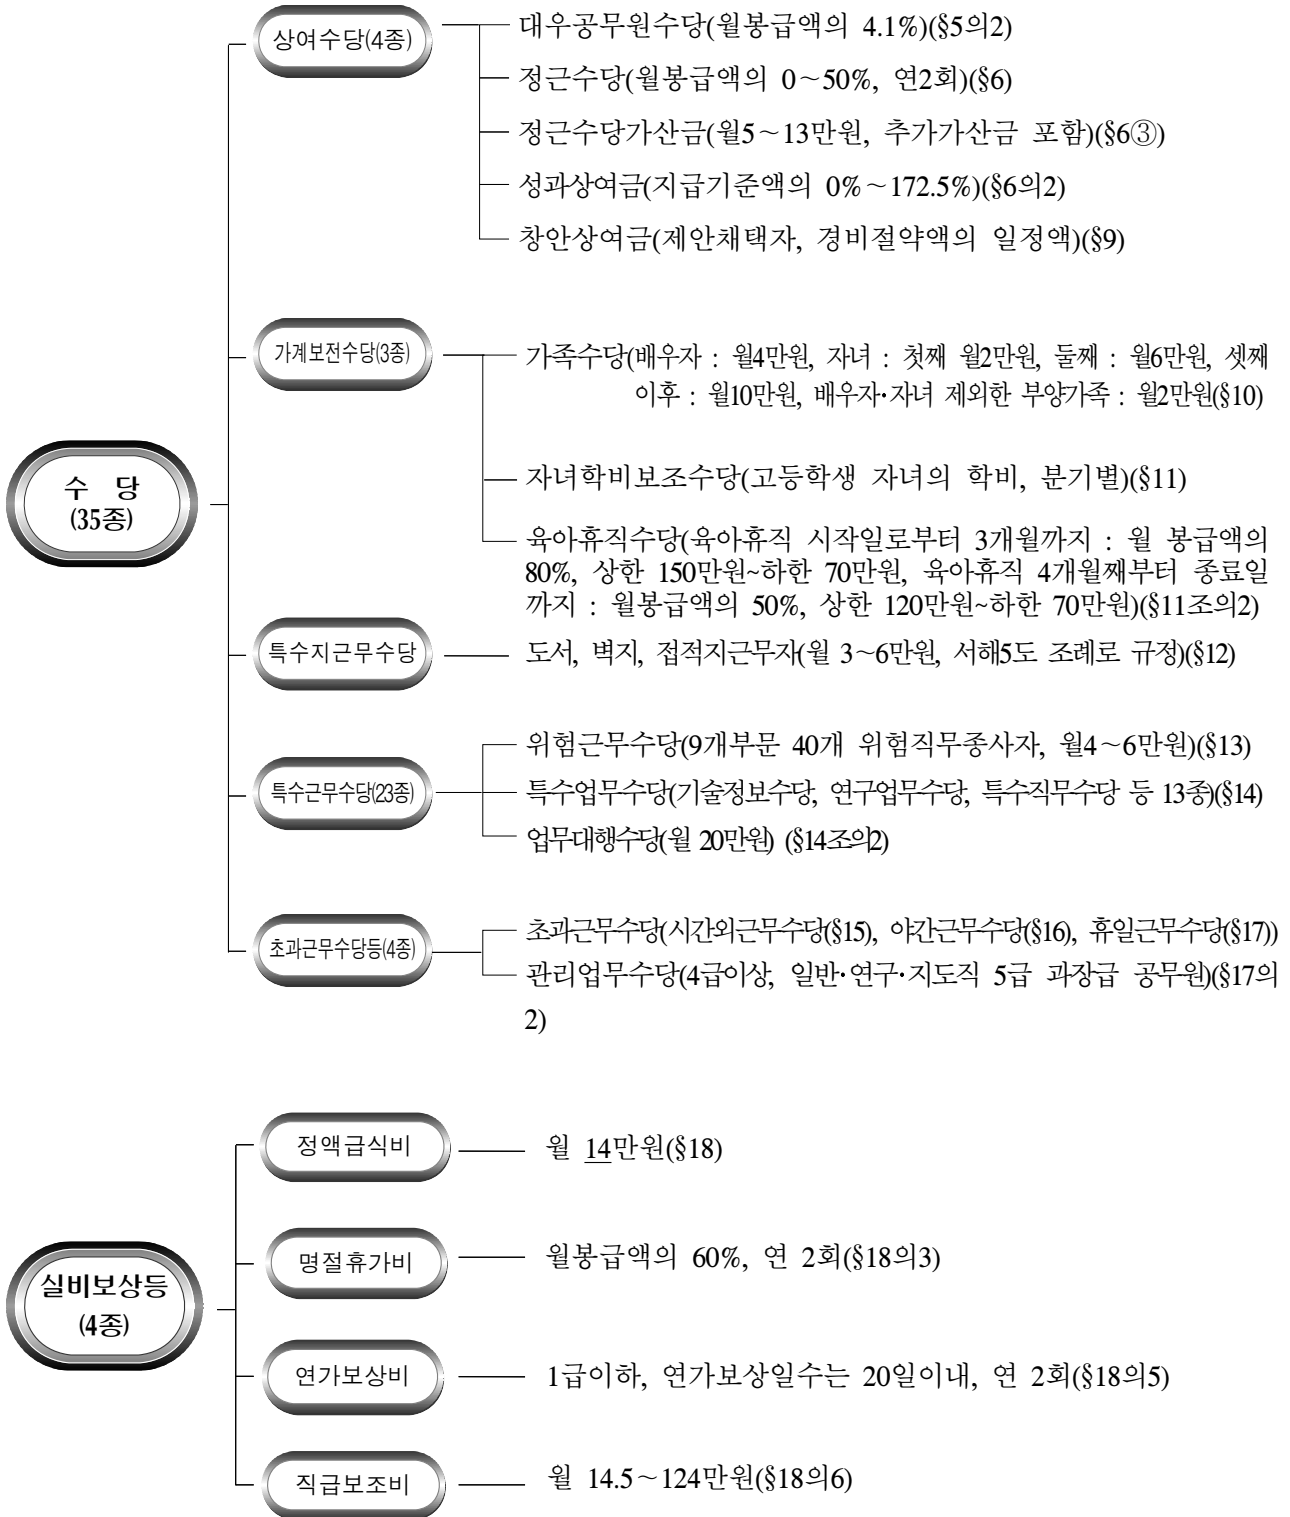 상여수당(4종)
대우공무원수당(월봉급액의 4.1%)(§5의2)
정근수당(월봉급액의 0~50%, 연2회)(§6)
정근수당가산금(월5~13만원, 추가가산금 포함)(§6③)
성과상여금(지급기준액의 0%~172.5%)(§6의2)
창안상여금(제안채택자, 경비절약액의 일정액)(§9)
가계보전수당(3종)
가족수당(배우자 : 월4만원, 자녀 : 첫째 월2만원, 둘째 : 월6만원, 셋째
이후 : 월10만원, 배우자·자녀 제외한 부양가족 : 월2만원(§10)
자녀학비보조수당(고등학생 자녀의 학비, 분기별)(§11)
수 당
(35종)
육아휴직수당(육아휴직 시작일로부터 3개월까지 : 월 봉급액의
80%, 상한 150만원~하한 70만원, 육아휴직 4개월째부터 종료일
까지 : 월봉급액의 50%, 상한 120만원~하한 70만원)(§11조의2)
특수지근무수당
도서, 벽지, 접적지근무자(월 3~6만원, 서해5도 조례로 규정)(§12)
위험근무수당(9개부문 40개 위험직무종사자, 월4~6만원)(§13)
특수근무수당(23종)
특수업무수당(기술정보수당, 연구업무수당, 특수직무수당 등 13종)(§14)
업무대행수당(월 20만원) (§14조의2)
초과근무수당등(4종)
초과근무수당(시간외근무수당(§15), 야간근무수당(§16), 휴일근무수당(§17))
관리업무수당(4급이상, 일반·연구·지도직 5급 과장급 공무원)(§17의
2)
정액급식비
월 14만원(§18)
명절휴가비
월봉급액의 60%, 연 2회(§18의3)
실비보상등
(4종)
연가보상비
1급이하, 연가보상일수는 20일이내, 연 2회(§18의5)
직급보조비
월 14.5~124만원(§18의6)